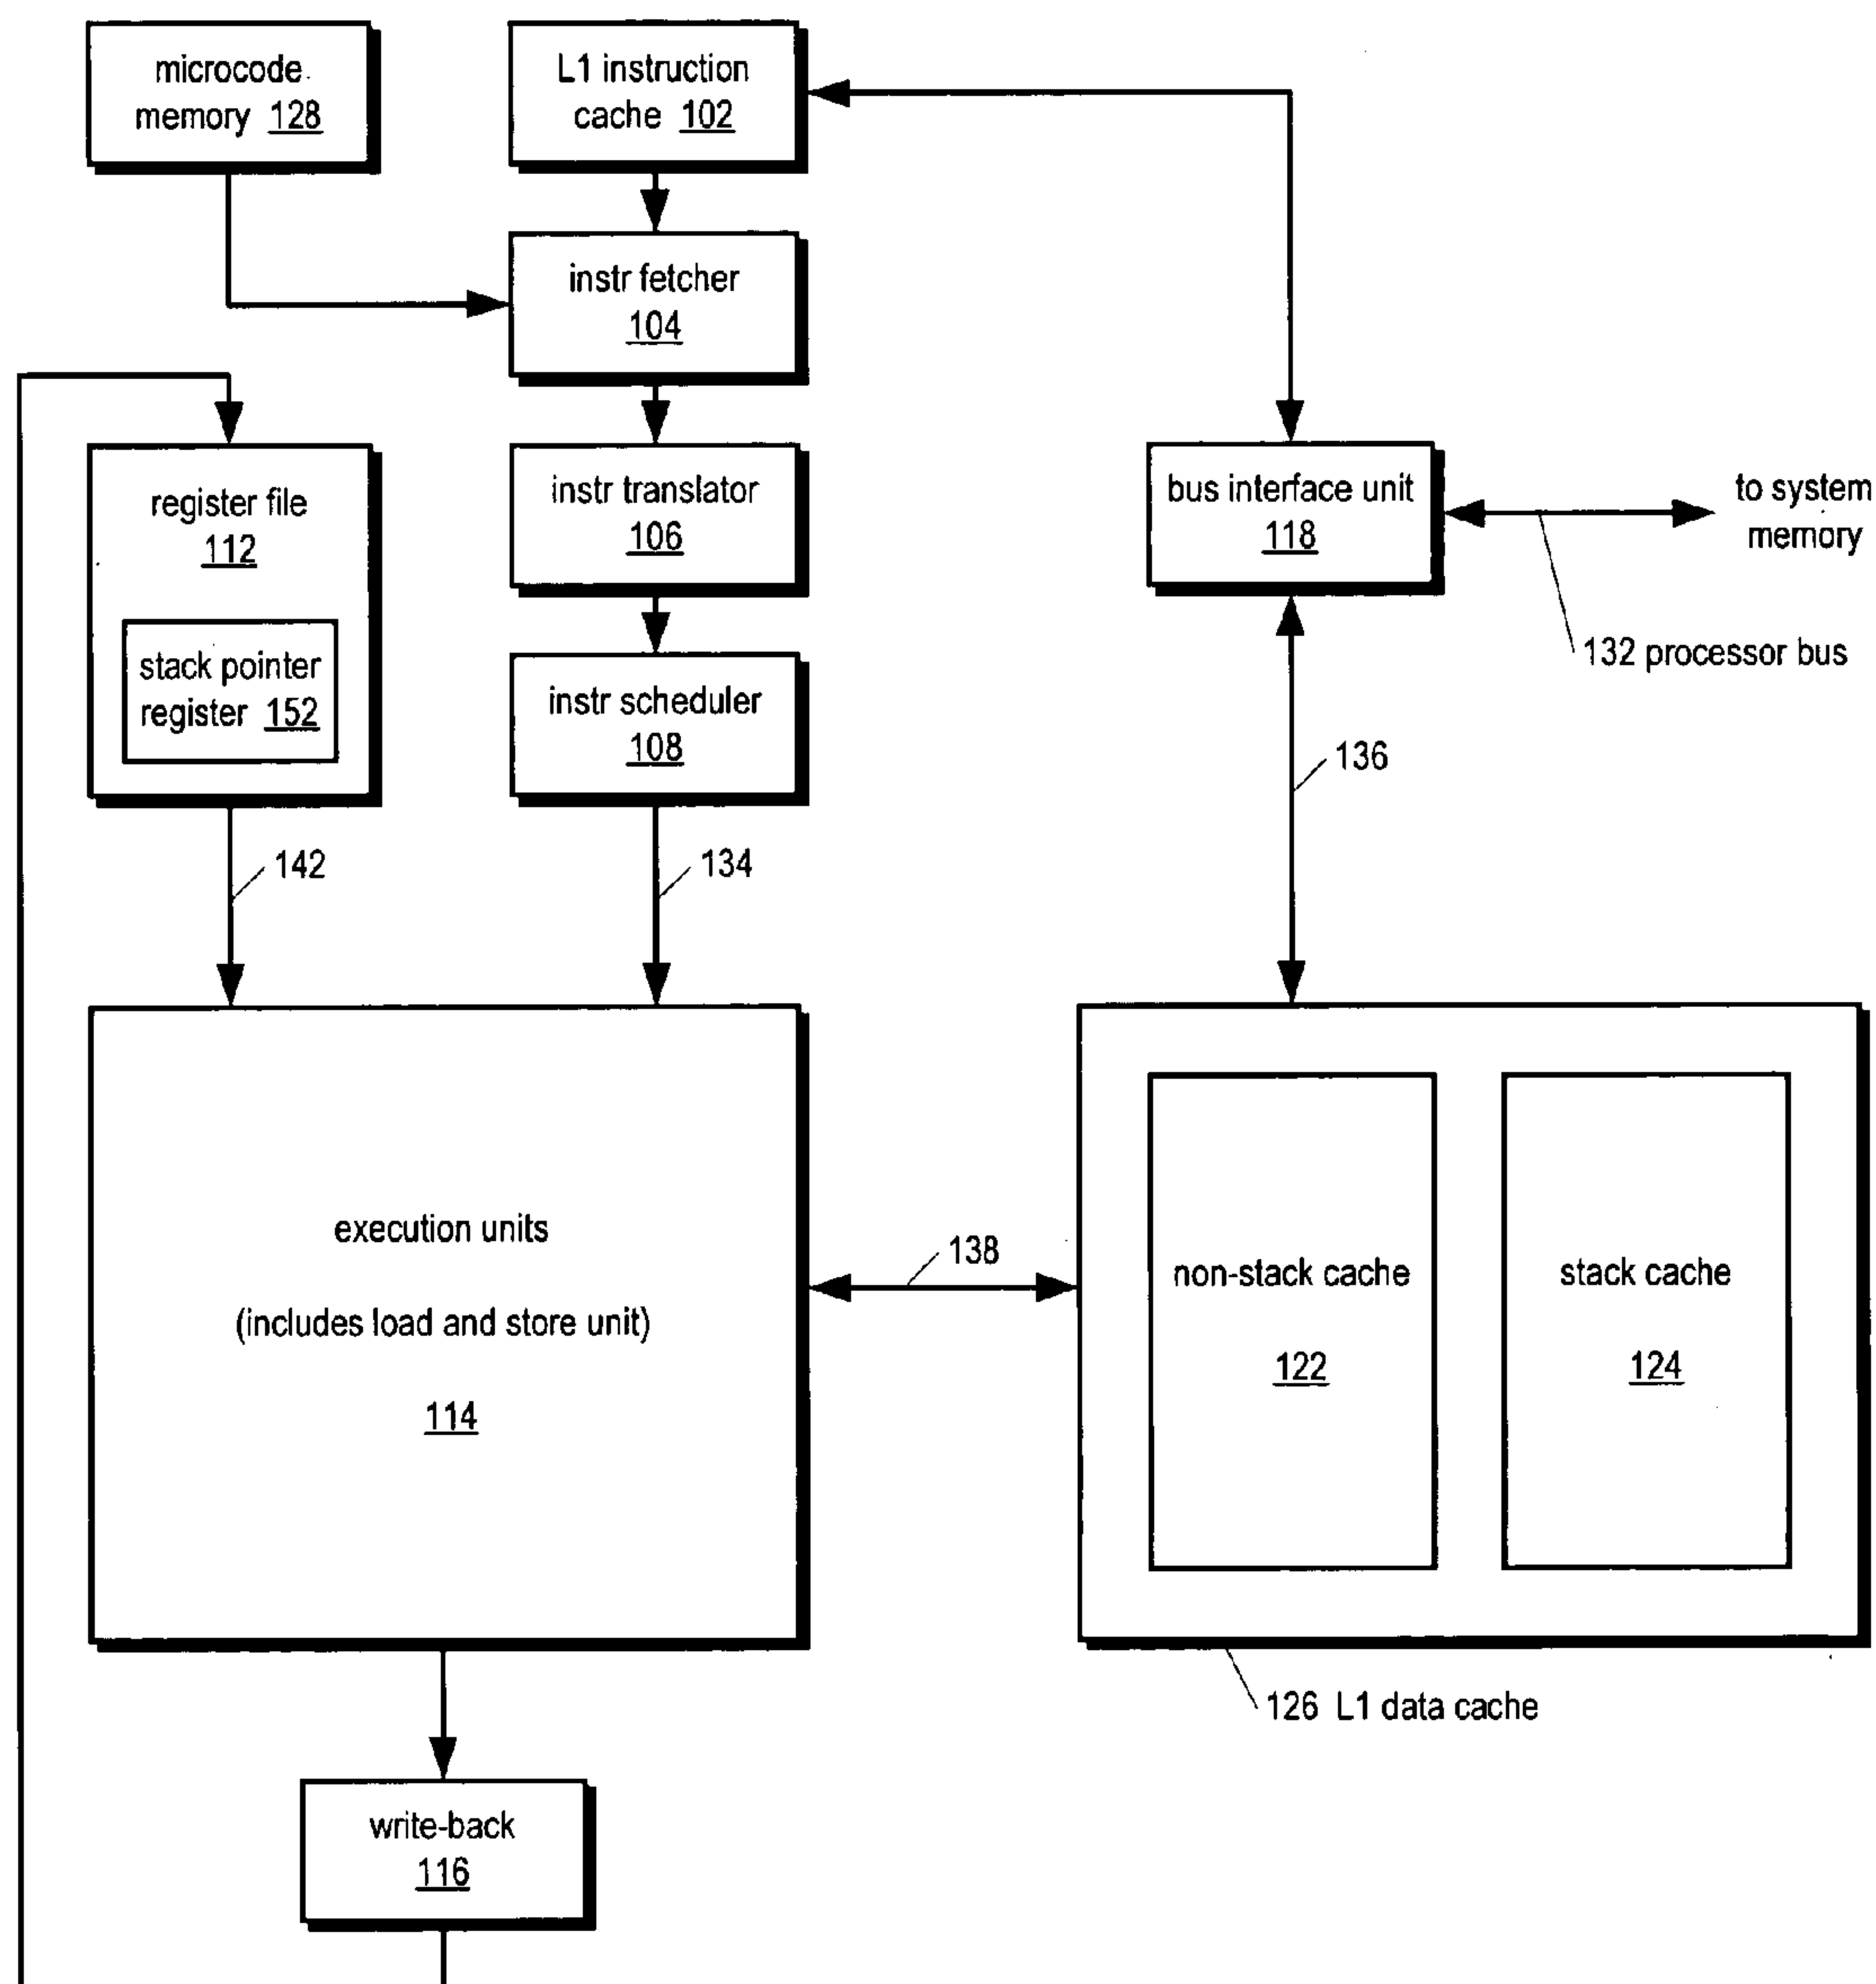 microcode
memory 128
L1 instruction
cache 102
instr fetcher
104
register file
112
stack pointer
register 152
instr translator
106
bus interface unit
118
to system
memory
132 processor bus
instr scheduler
108
136
142
134
execution units
(includes load and store unit)
114
138
non-stack cache
122
stack cache
124
126 L1 data cache
write-back
116